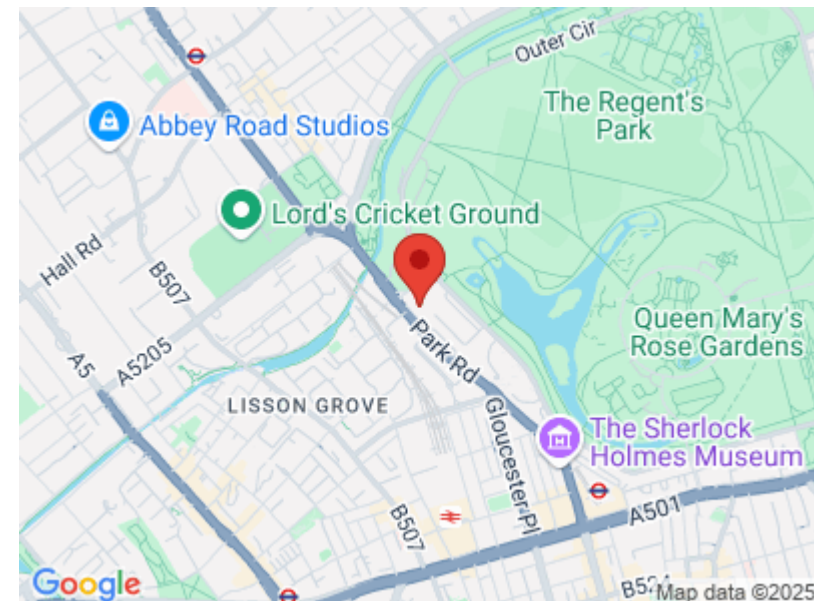 Outer Cir
The Regent's
Park
Abbey Road Studios
Lord's Cricket Ground
Hall Rd
B507
A5205
A5
Park Rd
Queen Mary's
Rose Gardens
LISSON GROVE
Gloucester Pl
The Sherlock
Holmes Museum
A501
B507
Google
B524
Map data ©2025